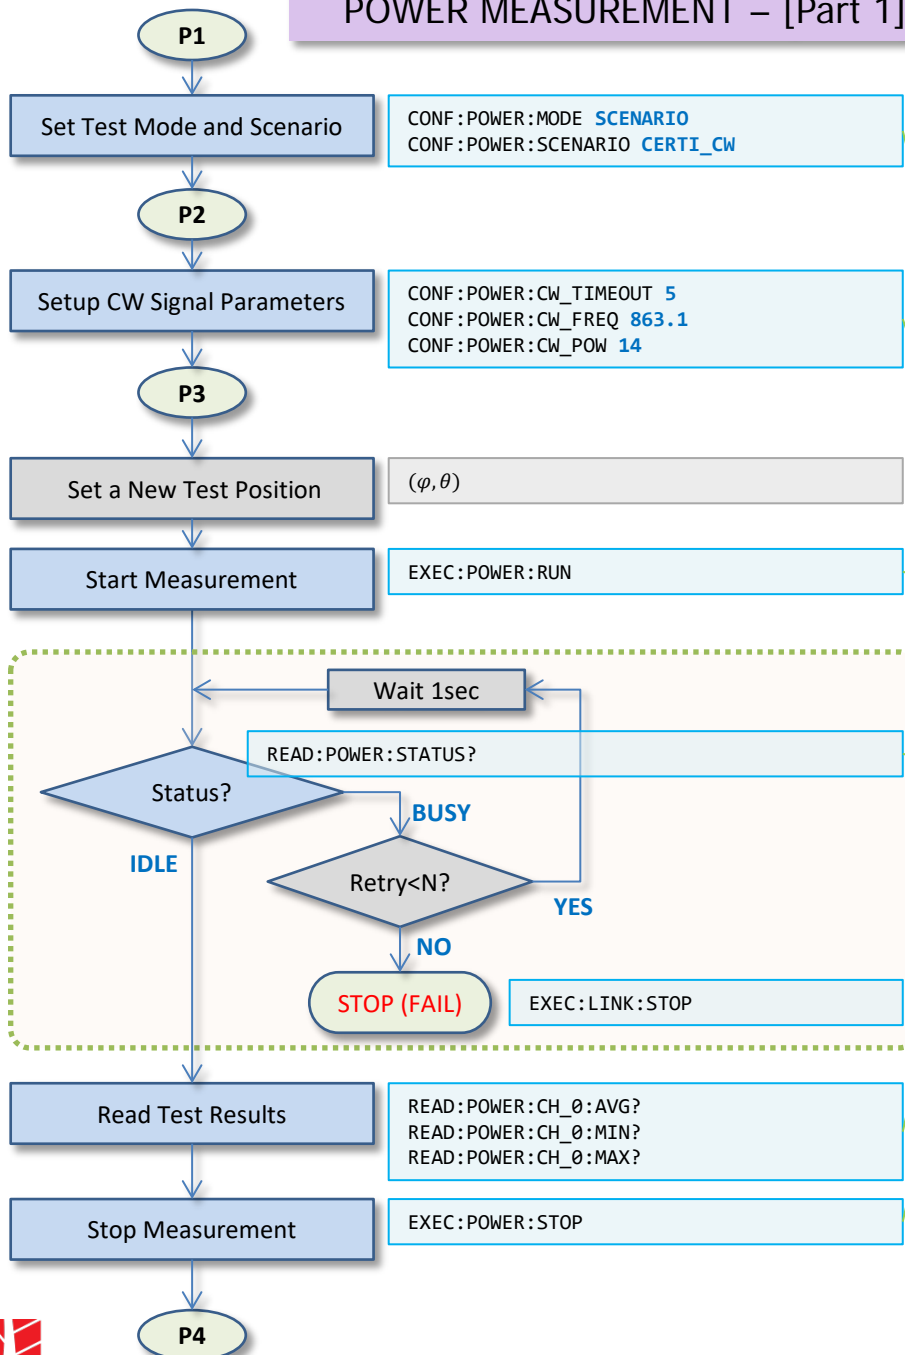 POWER MEASUREMENT – [Part 1]
P1
Set Test Mode and Scenario
CONF:POWER:MODE SCENARIO
CONF:POWER:SCENARIO CERTI_CW
P2
Setup CW Signal Parameters
CONF:POWER:CW_TIMEOUT 5
CONF:POWER:CW_FREQ 863.1
CONF:POWER:CW_POW 14
P3
Set a New Test Position
(φ,θ)
Start Measurement
EXEC:POWER:RUN
Wait 1sec
READ:POWER:STATUS?
Status?
BUSY
IDLE
Retry<N?
YES
NO
STOP (FAIL)
EXEC:LINK:STOP
Read Test Results
READ:POWER:CH_0:AVG?
READ:POWER:CH_0:MIN?
READ:POWER:CH_0:MAX?
Stop Measurement
EXEC:POWER:STOP
P4